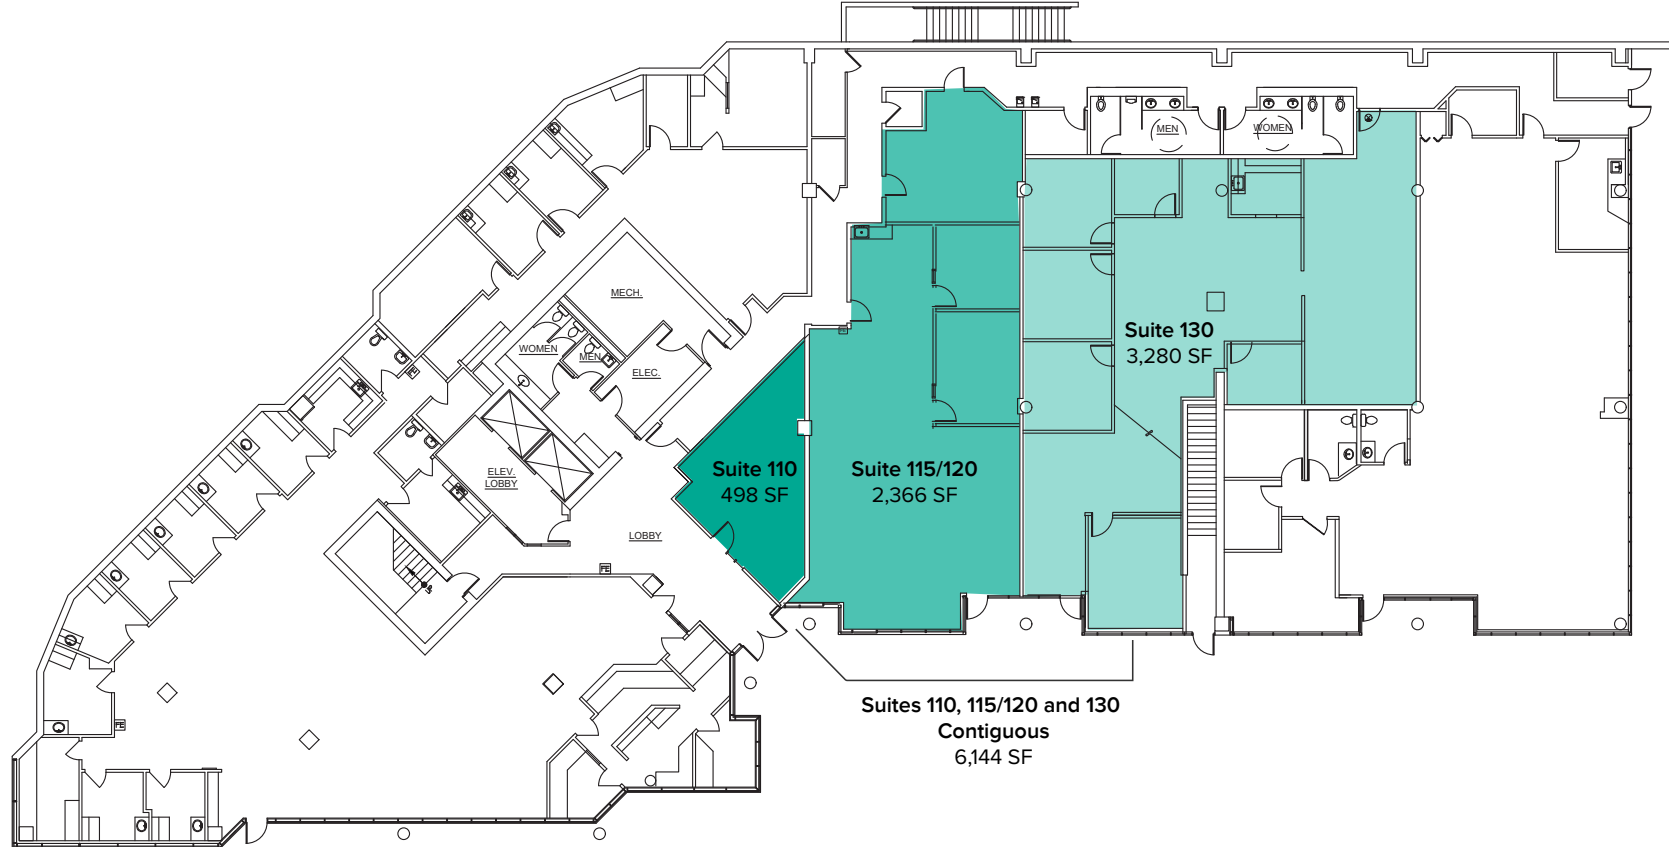 MEN
WOMEN
MECH.
WOMEN
MEN
ELEC.
FE
Suite 130
3,280 SF
ELEV.
LOBBY
Suite 110
498 SF
Suite 115/120
2,366 SF
LOBBY
FE
FE
Suites 110, 115/120 and 130
Contiguous
6,144 SF